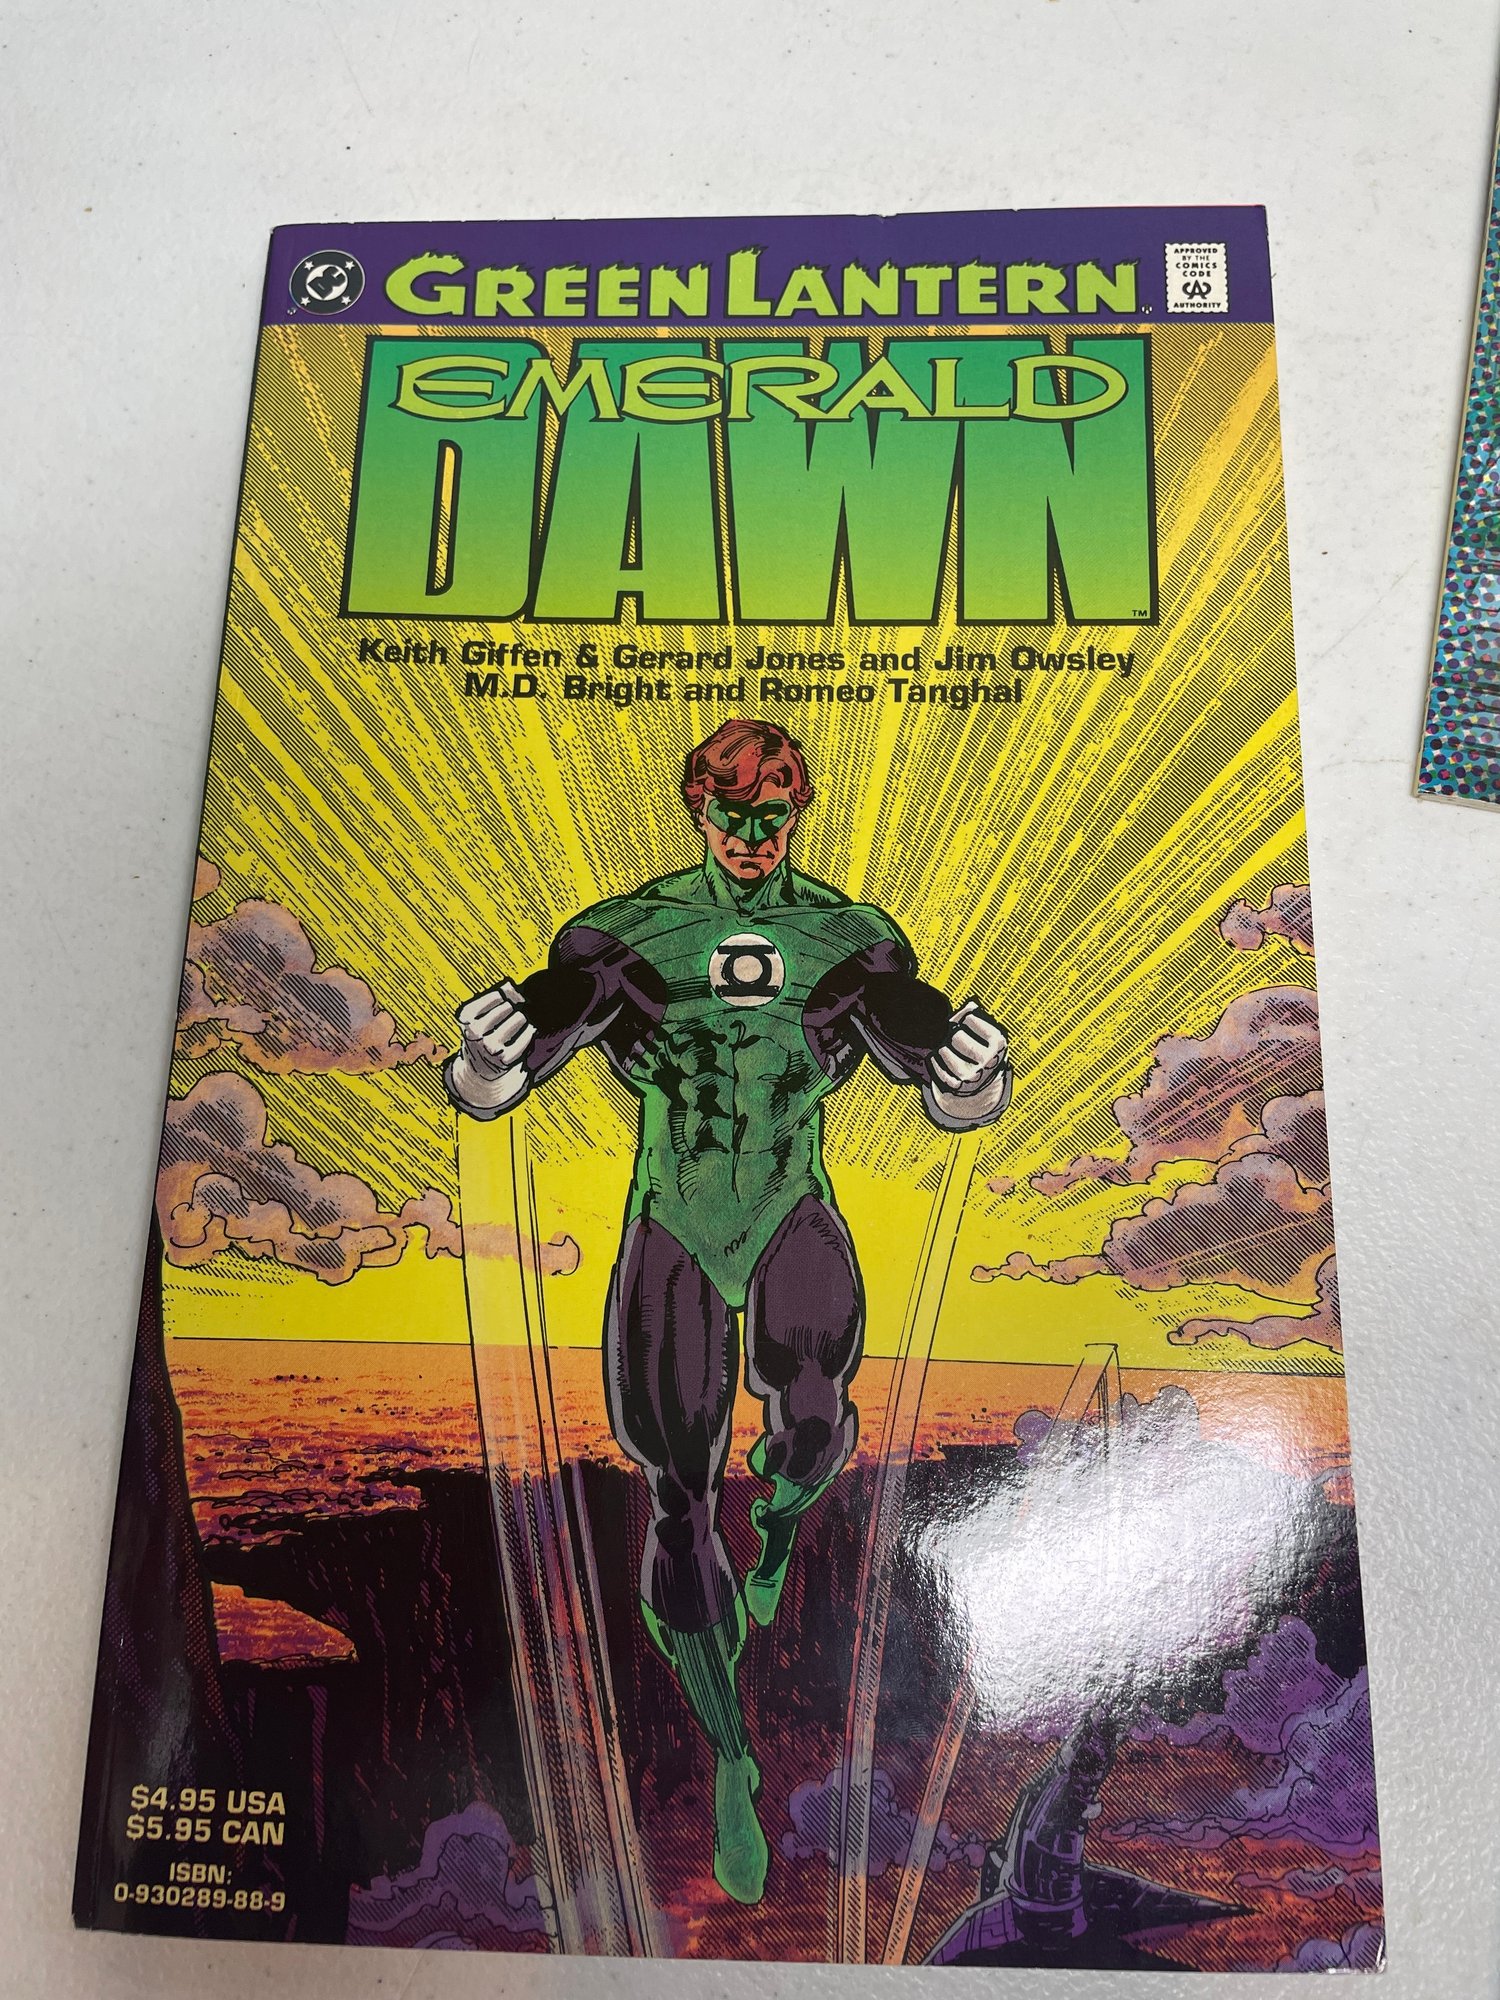 GREEN LANTERN
APPROVED
BY THE
COMICS
CODE
CA
AUTHORITY
EMERALD
DAWN
TM
Keith Giffen & Gerard Jones and Jim Owsley
M.D. Bright and Romeo Tanghal
$4.95 USA
$5.95 CAN
ISBN:
0-930289-88-9